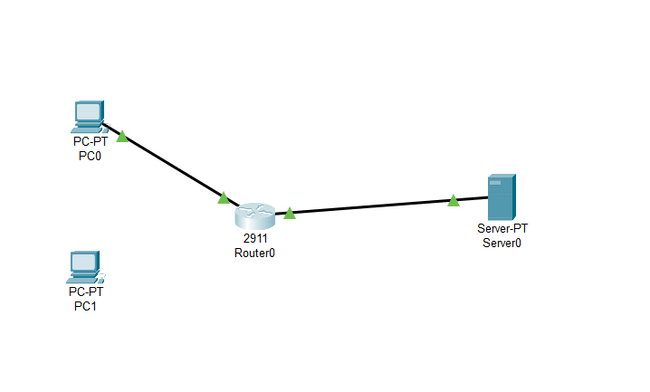 PC-PT
PC0
2911
Router0
Server-PT
Server0
PC-PT
PC1